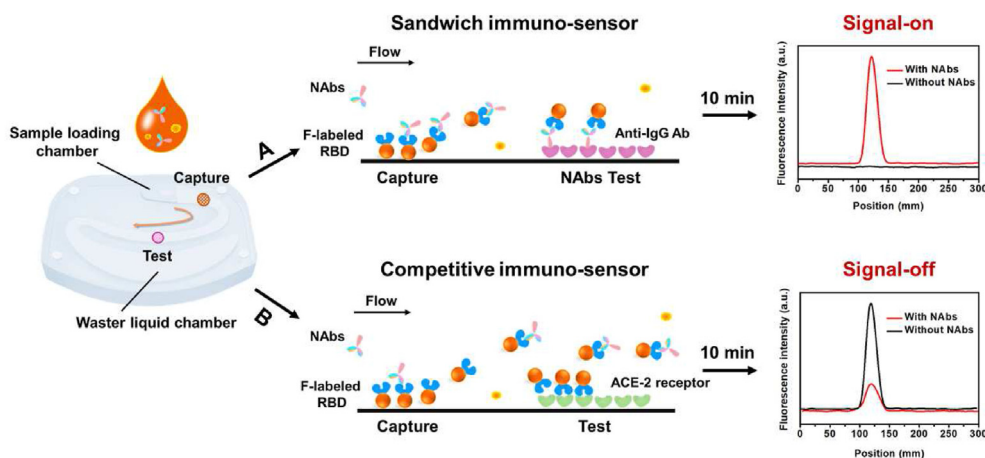 Sample loading
chamber
Capture
Test
Waster liquid chamber
A
B
Sandwich immuno-sensor
Flow
NAbs
F-labeled
RBD
Anti-IgG Ab
Capture
NAbs Test
10 min
Signal-on
With NAbs
Without NAbs
Fluorescence intensity (a.u.)
0 50 100 150 200 250 300
Position (mm)
Competitive immuno-sensor
Flow
NAbs
F-labeled
RBD
ACE-2 receptor
Capture
Test
10 min
Signal-off
With NAbs
Without NAbs
Fluorescence intensity (a.u.)
0 50 100 150 200 250 300
Position (mm)